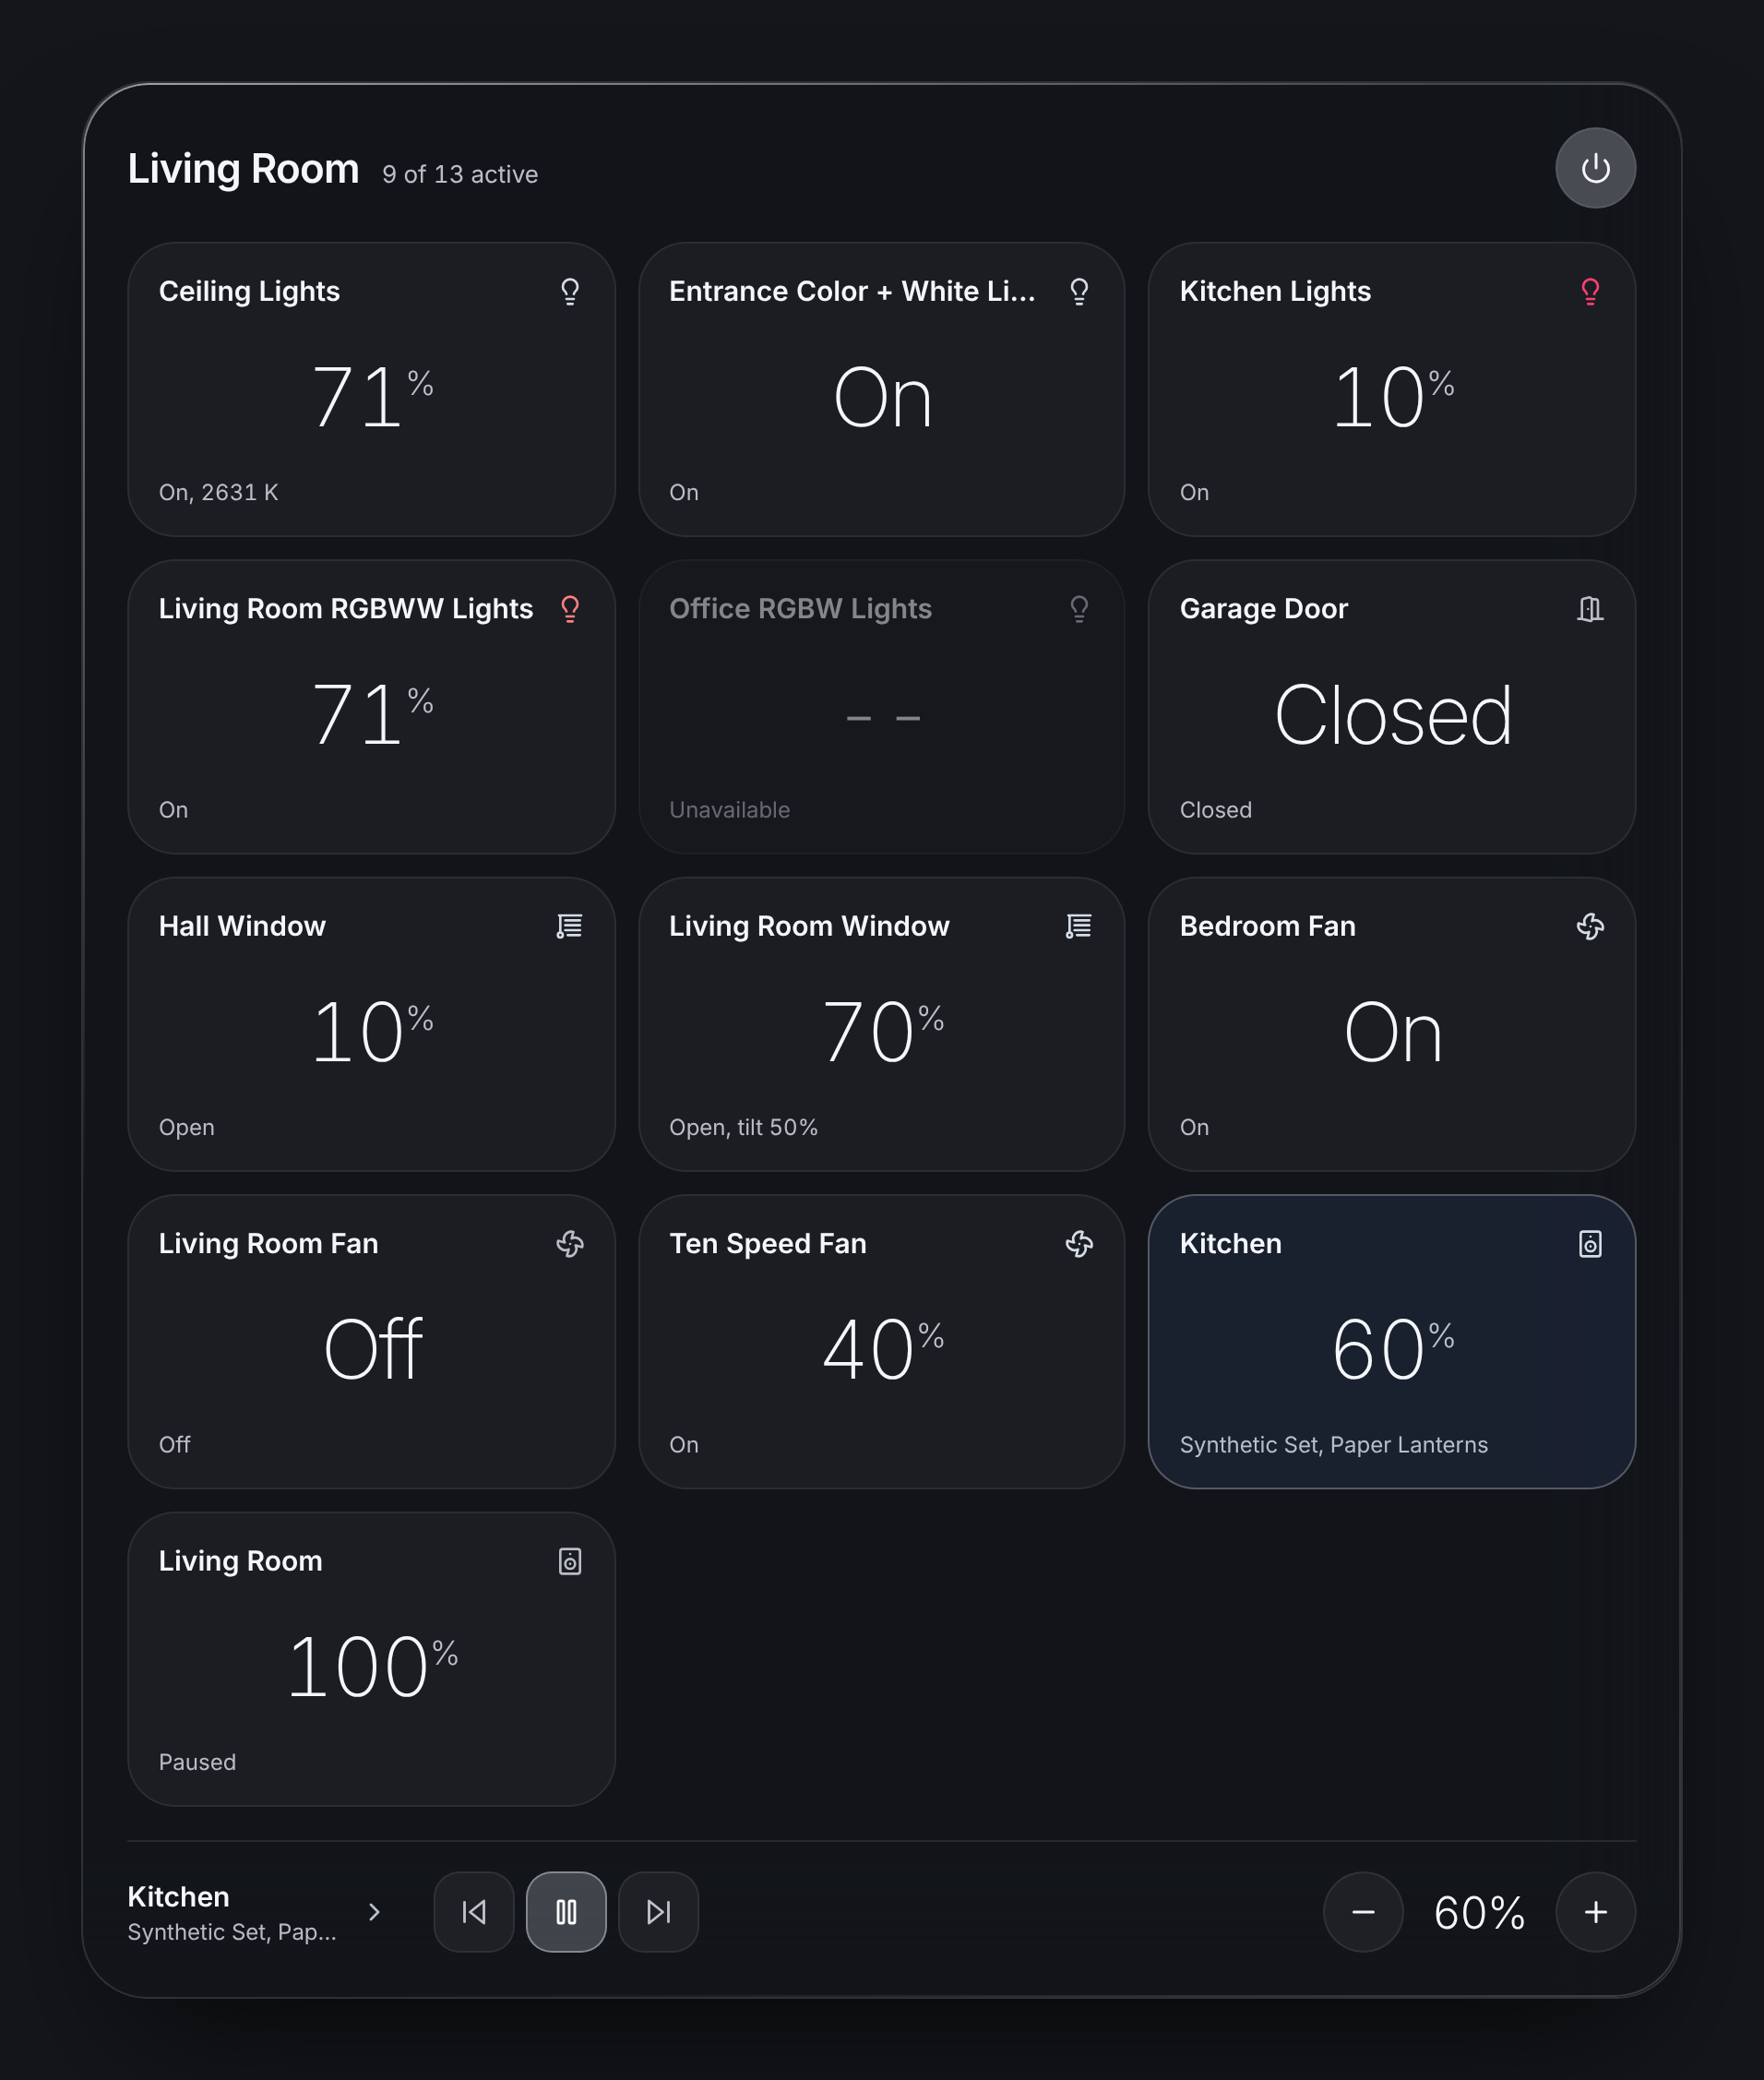 Living Room 9 of 13 active
Ceiling Lights
71%
On, 2631 K
Entrance Color + White Li...
On
On
Kitchen Lights
10%
On
Living Room RGBWW Lights
71%
On
Office RGBW Lights
– –
Unavailable
Garage Door
Closed
Closed
Hall Window
10%
Open
Living Room Window
70%
Open, tilt 50%
Bedroom Fan
On
On
Living Room Fan
Off
Off
Ten Speed Fan
40%
On
Kitchen
60%
Synthetic Set, Paper Lanterns
Living Room
100%
Paused
Kitchen
Synthetic Set, Pap...
60%